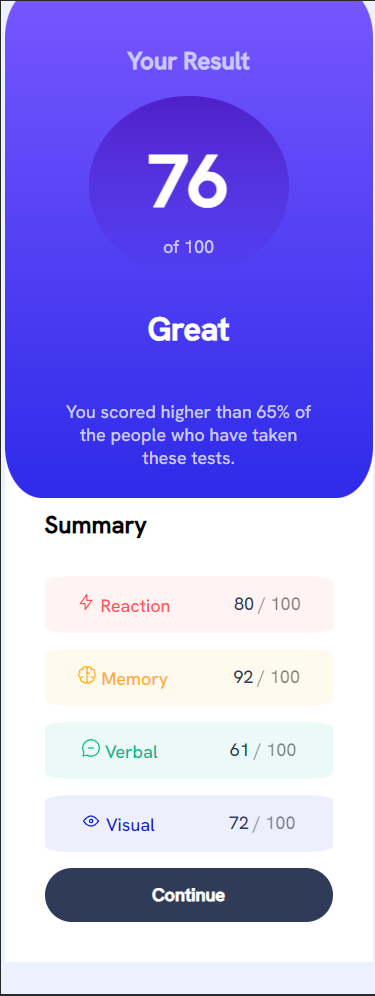 Your Result
76
of 100
Great
You scored higher than 65% of
the people who have taken
these tests.
Summary
Reaction 80 / 100
Memory 92 / 100
Verbal 61 / 100
Visual 72 / 100
Continue